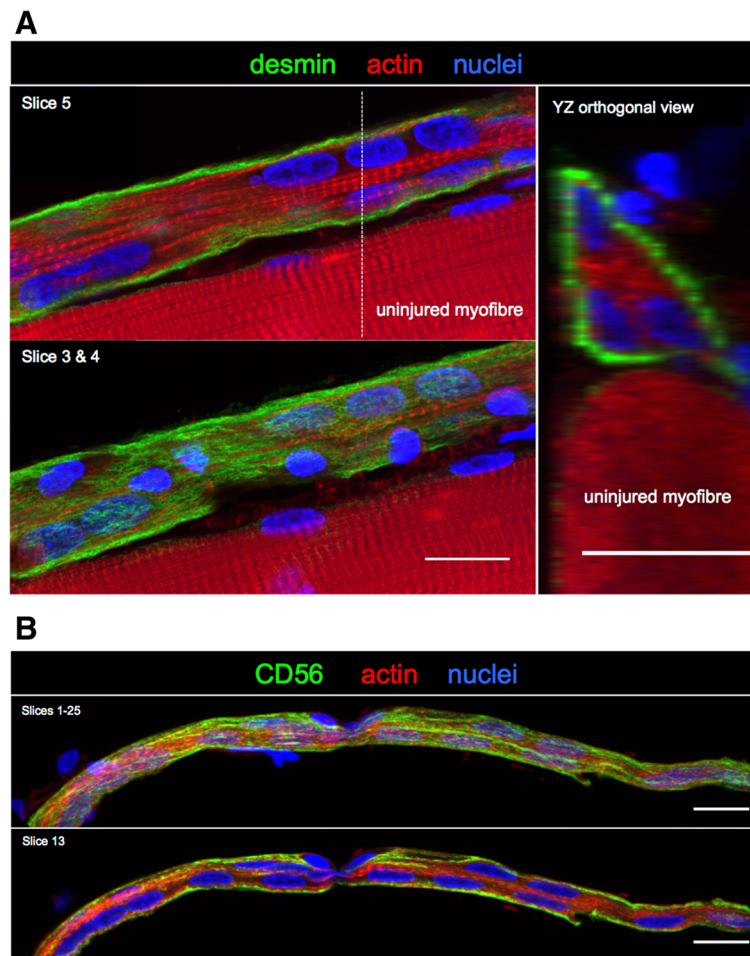 A
desmin actin nuclei
Slice 5
YZ orthogonal view
uninjured myofibre
Slice 3 & 4
uninjured myofibre
B
CD56 actin nuclei
Slices 1-25
Slice 13